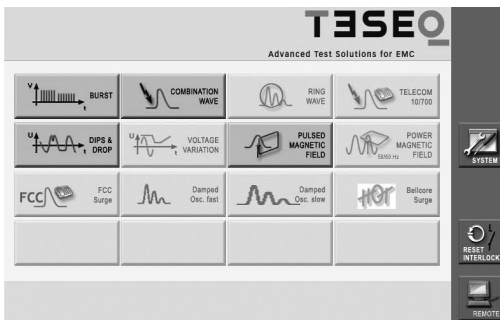 TESEQ
Advanced Test Solutions for EMC
V t BURST
COMBINATION WAVE
RING WAVE
TELECOM 10/700
U t DIPS & DROP
U t VOLTAGE VARIATION
PULSED MAGNETIC FIELD
50/60 Hz POWER MAGNETIC FIELD
SYSTEM
FCC FCC Surge
Damped Osc. fast
Damped Osc. slow
HOT Bellcore Surge
RESET INTERLOCK
REMOTE